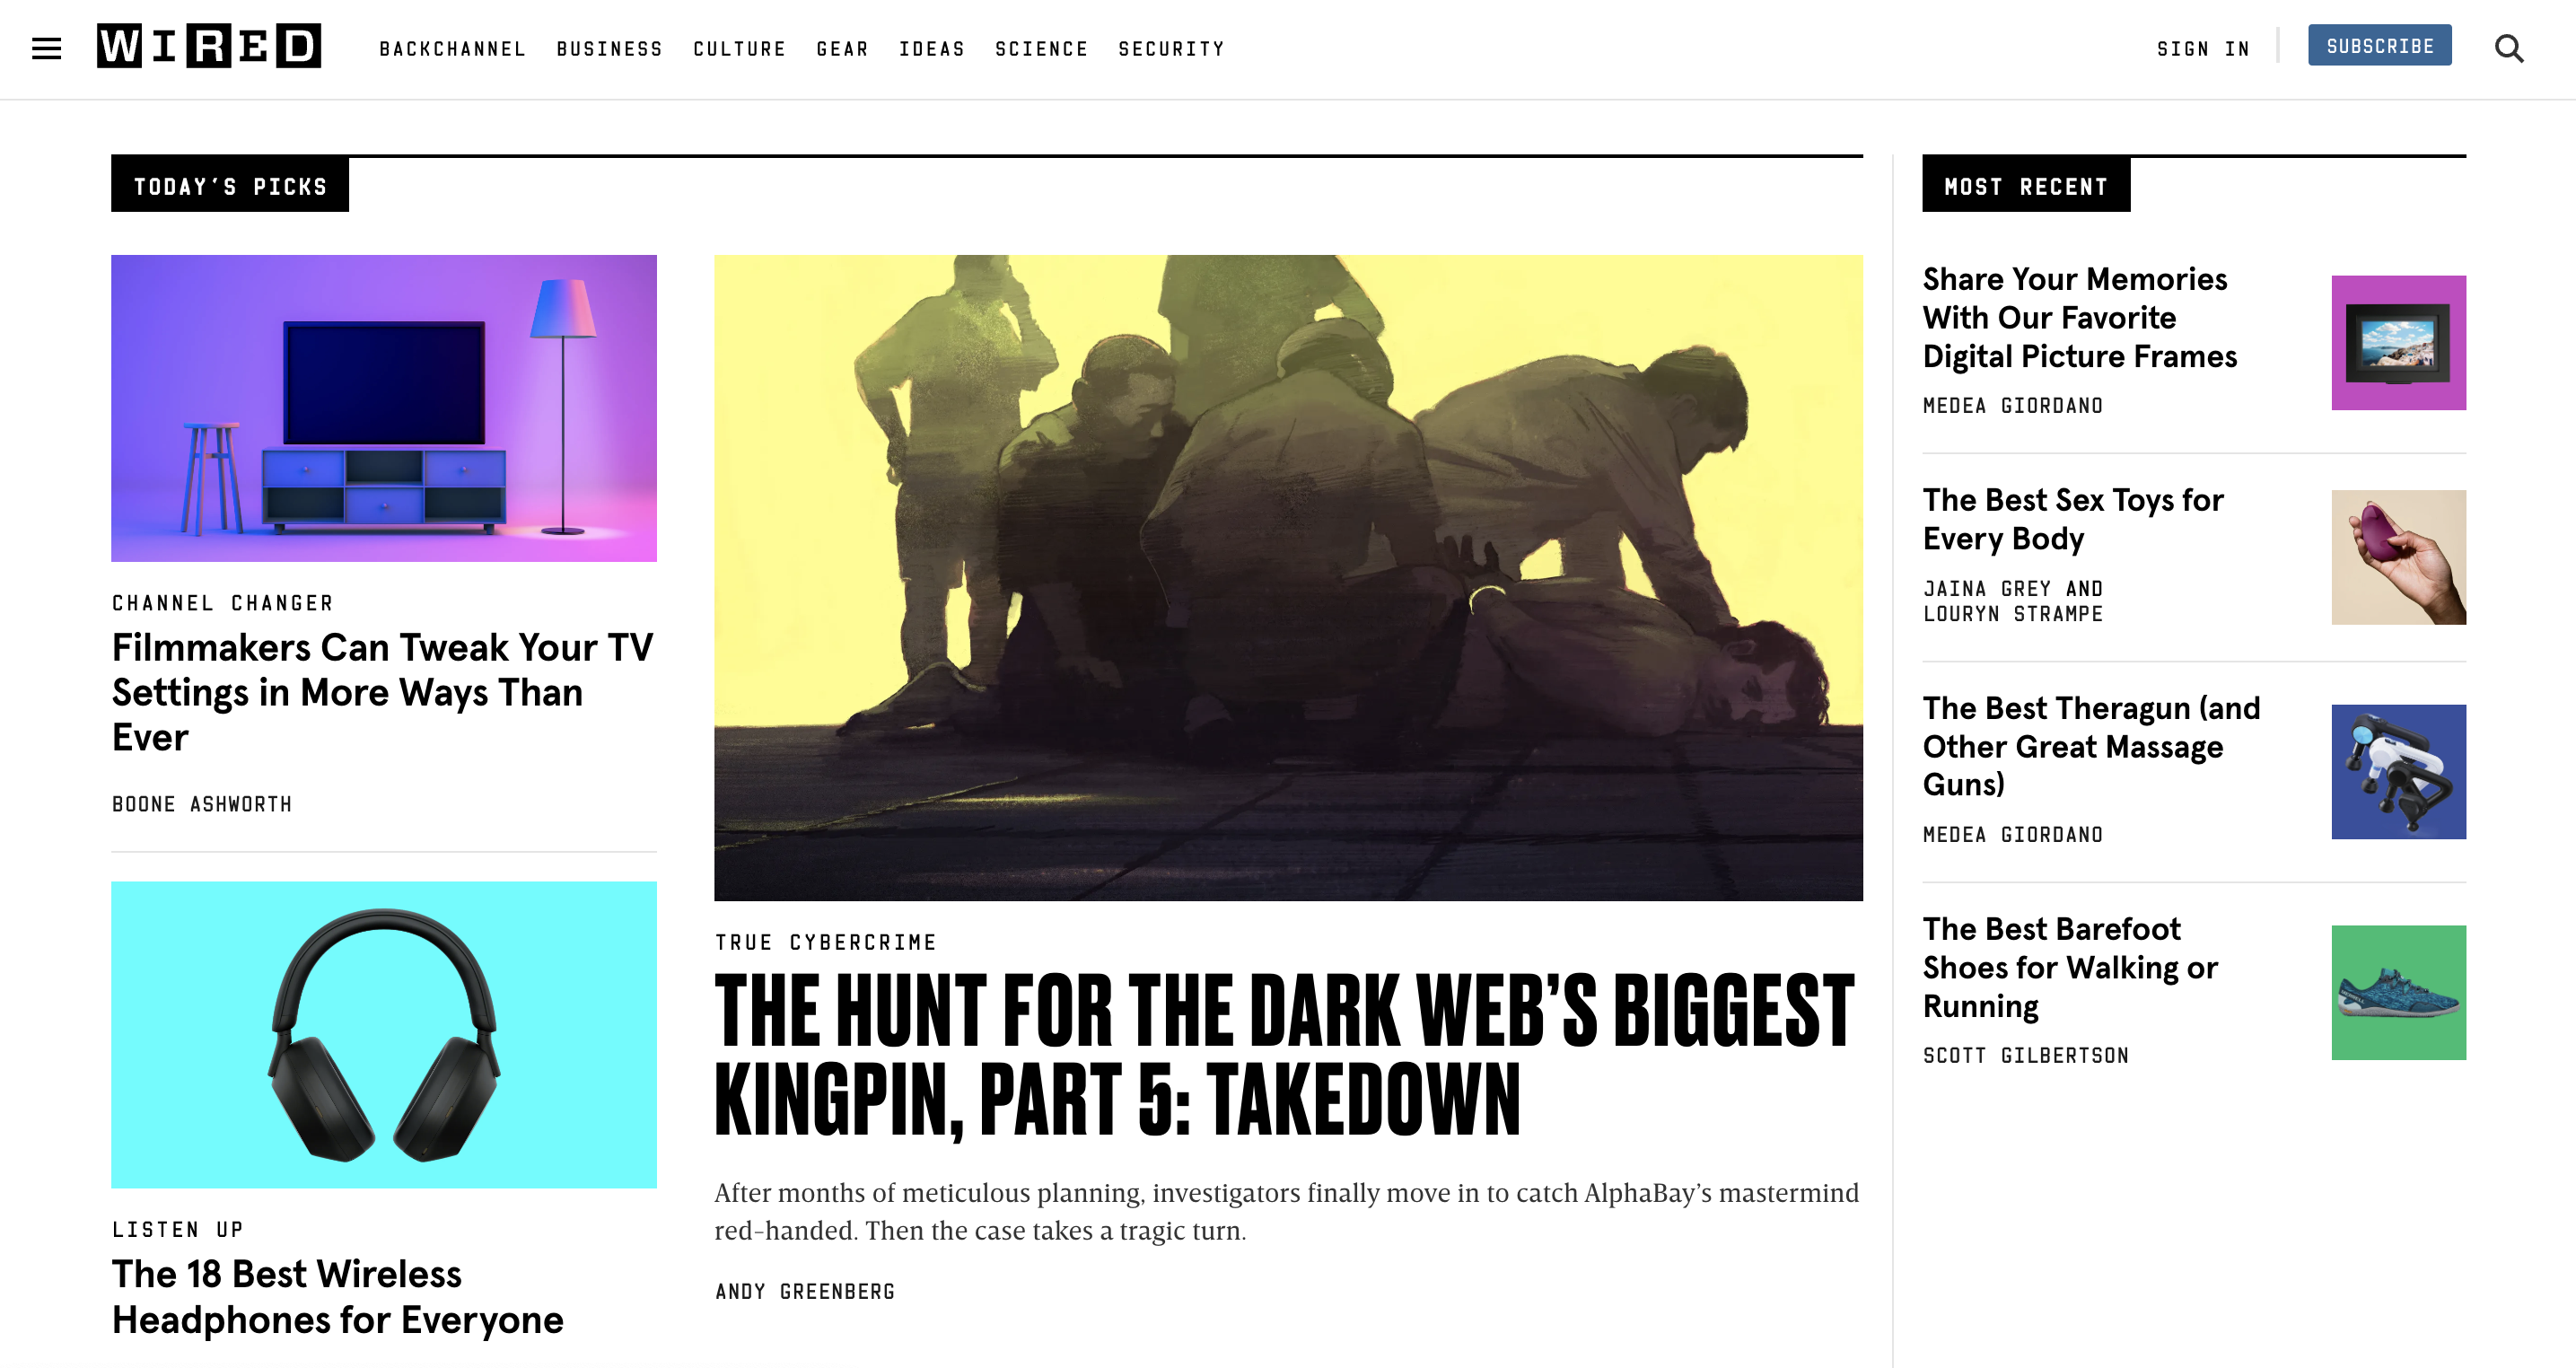 WIRED
BACKCHANNEL BUSINESS CULTURE GEAR IDEAS SCIENCE SECURITY
SIGN IN
SUBSCRIBE
TODAY'S PICKS
CHANNEL CHANGER
Filmmakers Can Tweak Your TV
Settings in More Ways Than
Ever
BOONE ASHWORTH
LISTEN UP
The 18 Best Wireless
Headphones for Everyone
TRUE CYBERCRIME
THE HUNT FOR THE DARK WEB’S BIGGEST
KINGPIN, PART 5: TAKEDOWN
After months of meticulous planning, investigators finally move in to catch AlphaBay’s mastermind
red-handed. Then the case takes a tragic turn.
ANDY GREENBERG
MOST RECENT
Share Your Memories
With Our Favorite
Digital Picture Frames
MEDEA GIORDANO
The Best Sex Toys for
Every Body
JAINA GREY AND
LOURYN STRAMPE
The Best Theragun (and
Other Great Massage
Guns)
MEDEA GIORDANO
The Best Barefoot
Shoes for Walking or
Running
SCOTT GILBERTSON
MERRELL